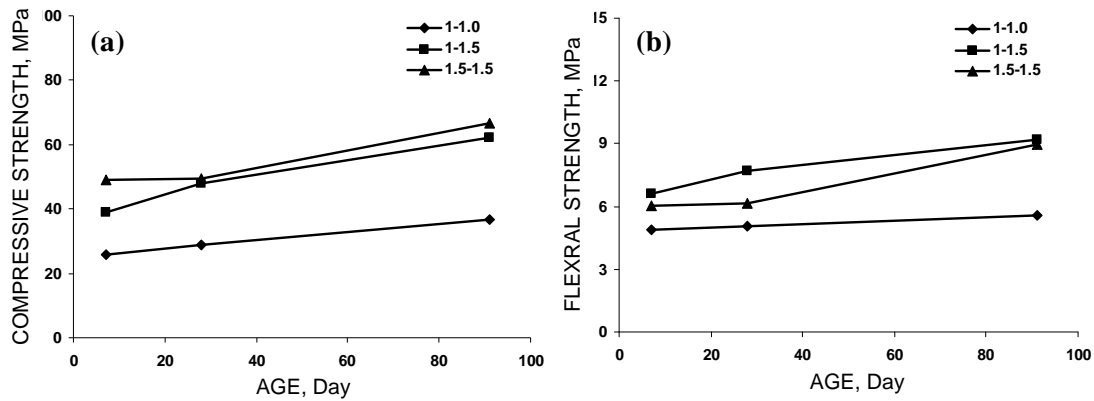 COMPRESSIVE STRENGTH, MPa
(a)
1-1.0
1-1.5
1.5-1.5
00
80
60
40
20
0
0 20 40 60 80 100
AGE, Day
FLEXRAL STRENGTH, MPa
(b)
1-1.0
1-1.5
1.5-1.5
15
12
9
6
3
0
0 20 40 60 80 100
AGE, Day